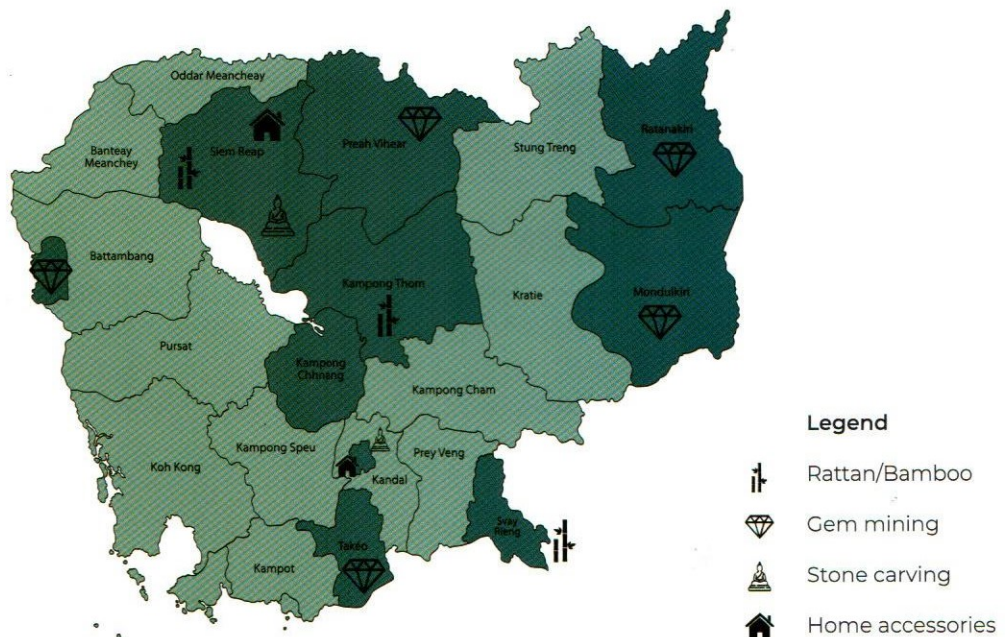 Oddar Meancheay
Banteay
Meanchey
Siem Reap
Preah Vihear
Stung Treng
Ratanakiri
Battambang
Kampong Thom
Kratie
Mondulkiri
Pursat
Kampong
Chhnang
Kampong Cham
Koh Kong
Kampong Speu
Kandal
Prey Veng
Svay
Rieng
Takeo
Kampot
Legend
Rattan/Bamboo
Gem mining
Stone carving
Home accessories